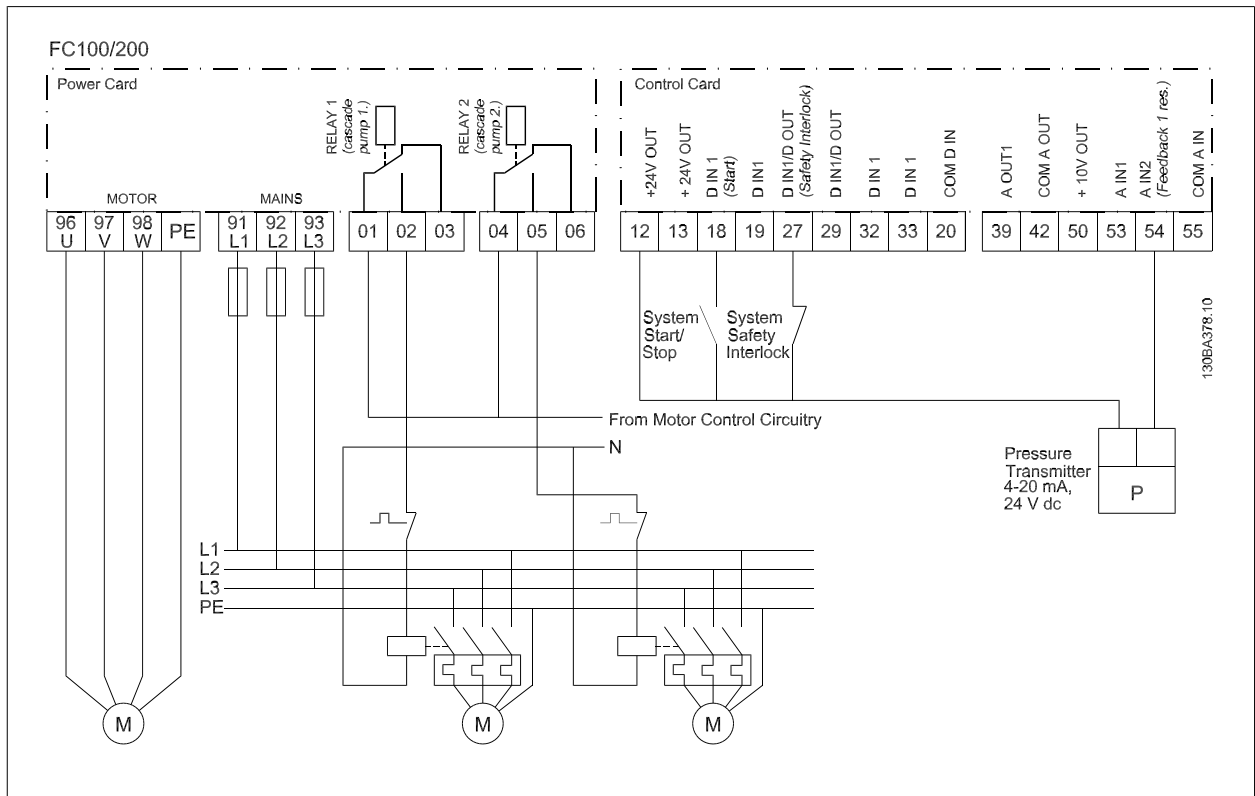 FC100/200
Power Card
Control Card
RELAY 1
(cascade
pump 1.)
RELAY 2
(cascade
pump 2.)
+24V OUT
+ 24V OUT
D IN1
(Start)
D IN1
D IN1/D OUT
(Safety Interlock)
D IN1/D OUT
D IN 1
D IN1
COM D IN
A OUT1
COM A OUT
+ 10V OUT
A IN1
A IN2
(Feedback 1 res.)
COM A IN
MOTOR
MAINS
96 97 98 PE
U V W
91 92 93
L1 L2 L3
01 02 03
04 05 06
12 13 18 19 27 29 32 33 20
39 42 50 53 54 55
System
Start/
Stop
System
Safety
Interlock
130BA378.10
From Motor Control Circuitry
N
Pressure
Transmitter
4-20 mA,
24 V dc
P
L1
L2
L3
PE
M
M
M